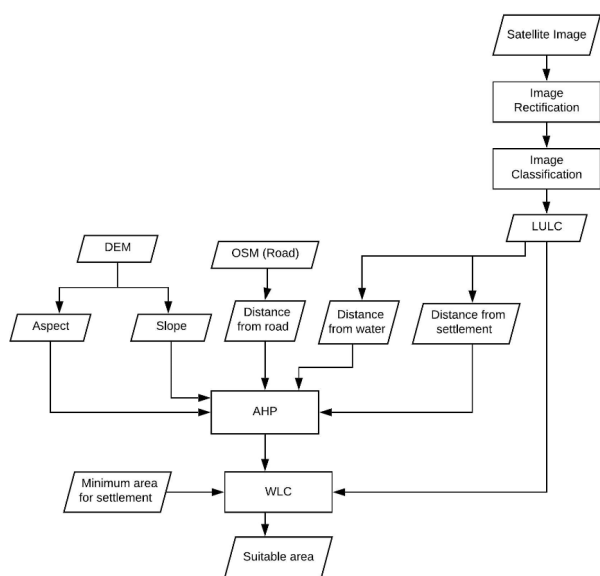 Satellite Image
Image
Rectification
Image
Classification
LULC
DEM
OSM (Road)
Aspect
Slope
Distance
from road
Distance
from water
Distance from
settlement
AHP
Minimum area
for settlement
WLC
Suitable area